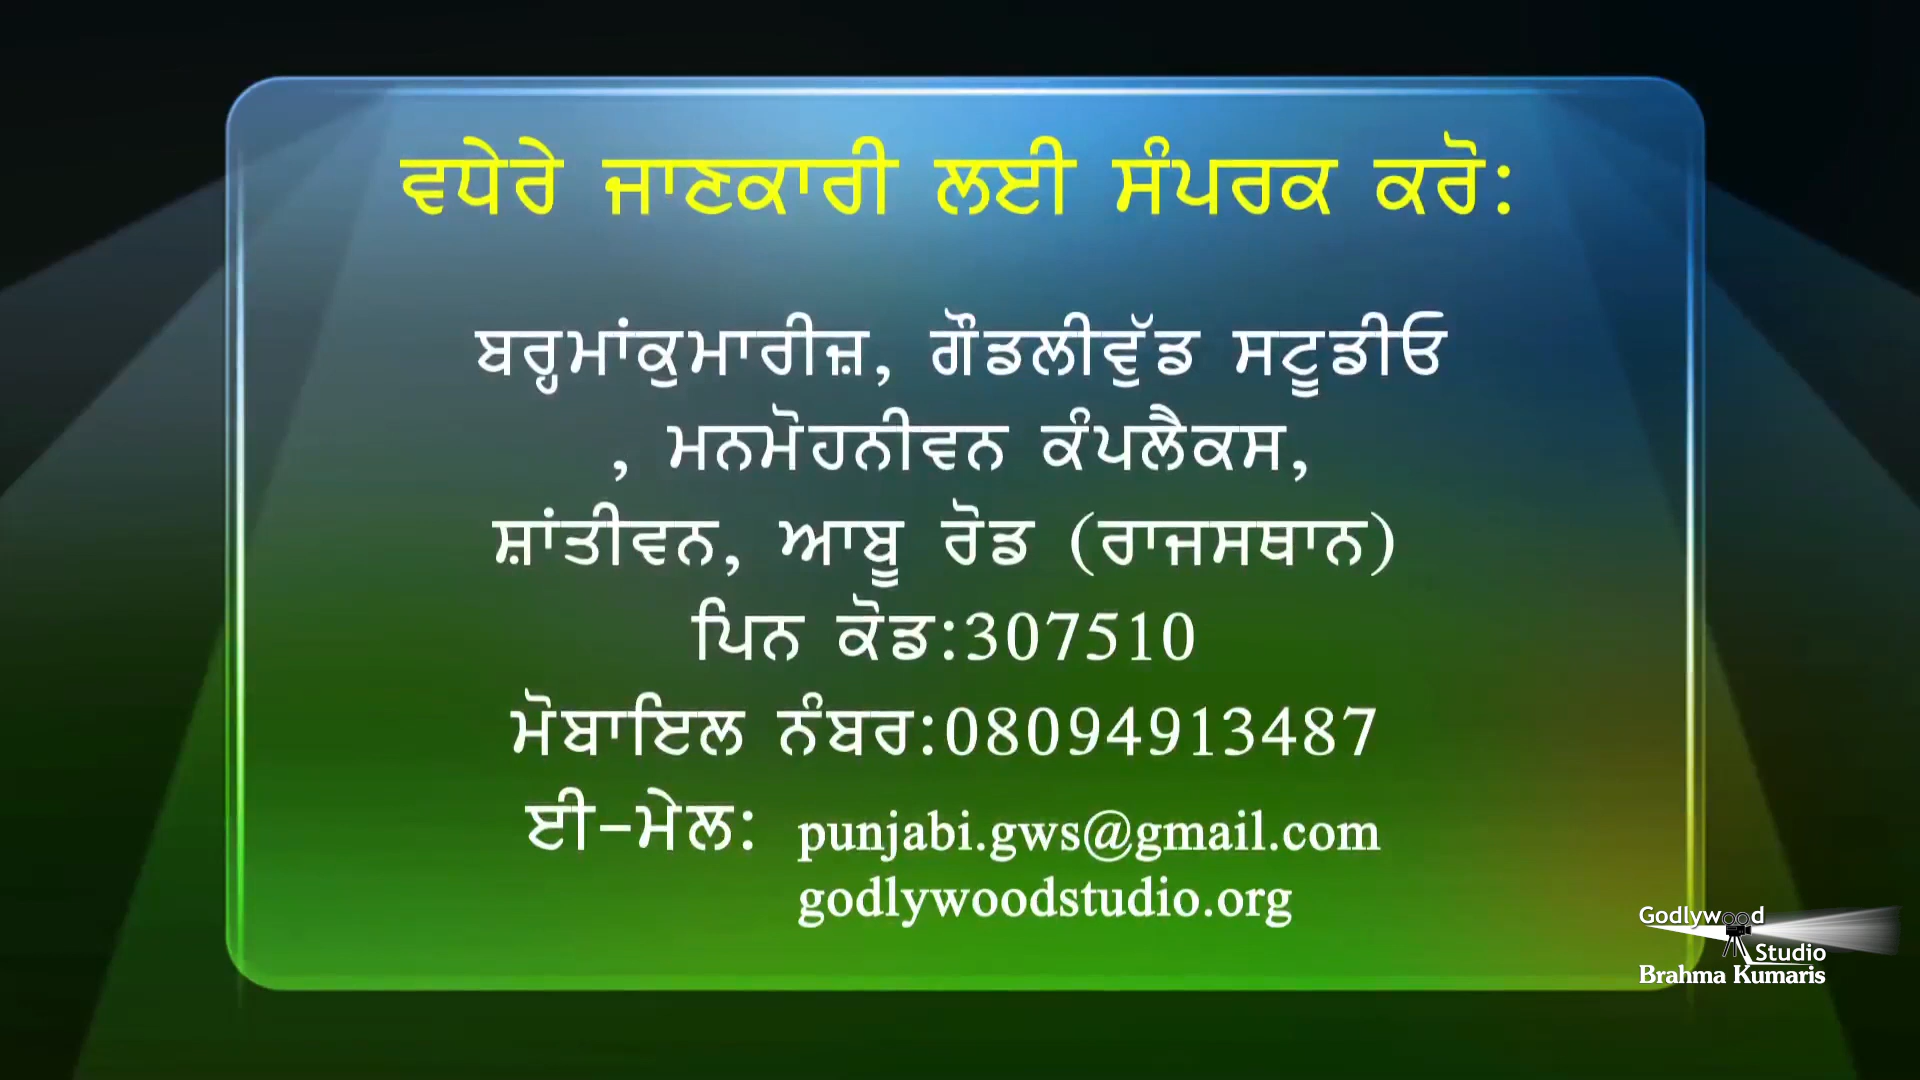 ਵਧੇਰੇ ਜਾਣਕਾਰੀ ਲਈ ਸੰਪਰਕ ਕਰੋ:
ਬਰ੍ਹਮਾਂਕੁਮਾਰੀਜ਼, ਗੌਡਲੀਵੁੱਡ ਸਟੂਡੀਓ
, ਮਨਮੋਹਨੀਵਨ ਕੰਪਲੈਕਸ,
ਸ਼ਾਂਤੀਵਨ, ਆਬੂ ਰੋਡ (ਰਾਜਸਥਾਨ)
ਪਿਨ ਕੋਡ:307510
ਮੋਬਾਇਲ ਨੰਬਰ:08094913487
ਈ-ਮੇਲ: punjabi.gws@gmail.com
godlywoodstudio.org
Godlywood
Studio
Brahma Kumaris